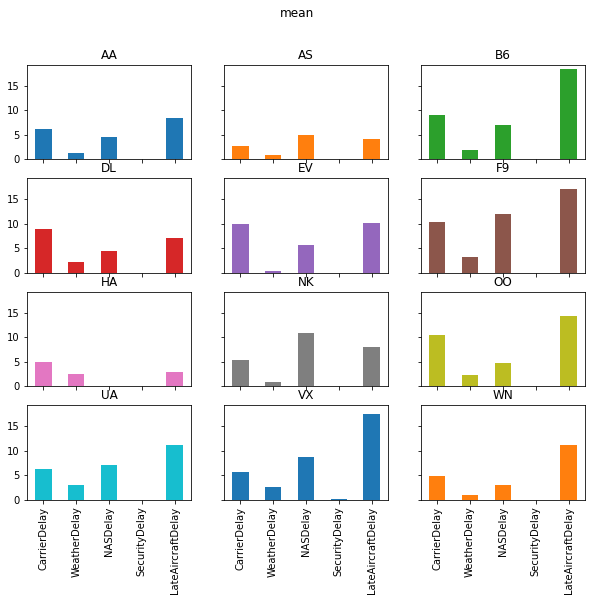 mean
AA AS B6
15
10
5
0
DL EV F9
15
10
5
0
HA NK OO
15
10
5
0
UA VX WN
15
10
5
0
CarrierDelay WeatherDelay NASDelay SecurityDelay LateAircraftDelay CarrierDelay WeatherDelay NASDelay SecurityDelay LateAircraftDelay CarrierDelay WeatherDelay NASDelay SecurityDelay LateAircraftDelay